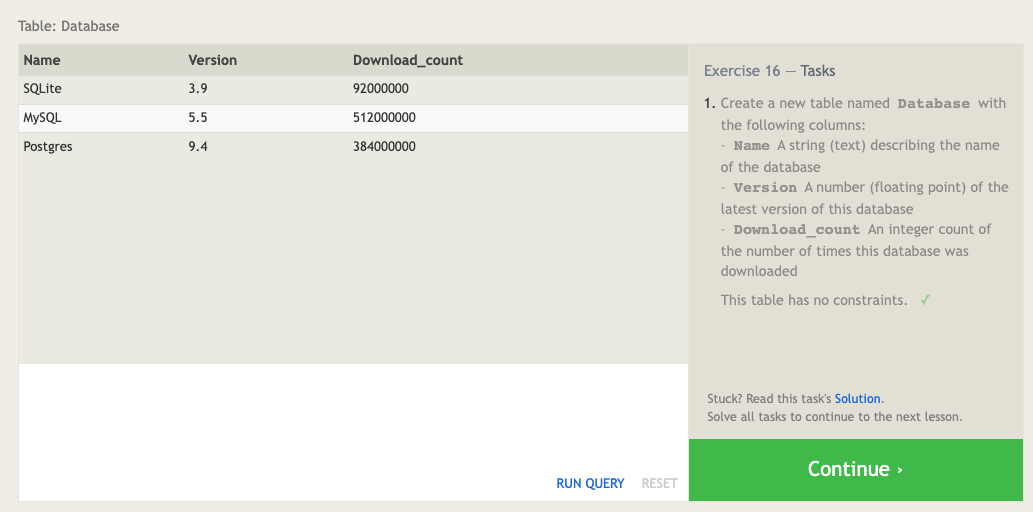 Table: Database
Name Version Download_count
SQLite 3.9 92000000
MySQL 5.5 512000000
Postgres 9.4 384000000
RUN QUERY RESET
Exercise 16 — Tasks
1. Create a new table named Database with
the following columns:
- Name A string (text) describing the name
of the database
- Version A number (floating point) of the
latest version of this database
- Download_count An integer count of
the number of times this database was
downloaded
This table has no constraints. ✓
Stuck? Read this task's Solution.
Solve all tasks to continue to the next lesson.
Continue ›